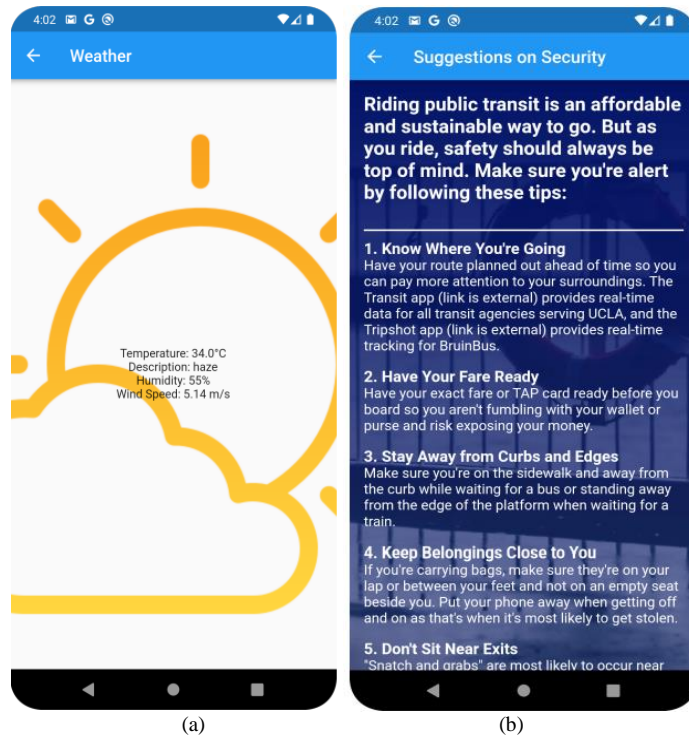 4:02
Weather
Temperature: 34.0°C
Description: haze
Humidity: 55%
Wind Speed: 5.14 m/s
(a)
4:02
Suggestions on Security
Riding public transit is an affordable
and sustainable way to go. But as
you ride, safety should always be
top of mind. Make sure you're alert
by following these tips:
1. Know Where You're Going
Have your route planned out ahead of time so you
can pay more attention to your surroundings. The
Transit app (link is external) provides real-time
data for all transit agencies serving UCLA, and the
Tripshot app (link is external) provides real-time
tracking for BruinBus.
2. Have Your Fare Ready
Have your exact fare or TAP card ready before you
board so you aren't fumbling with your wallet or
purse and risk exposing your money.
3. Stay Away from Curbs and Edges
Make sure you're on the sidewalk and away from
the curb while waiting for a bus or standing away
from the edge of the platform when waiting for a
train.
4. Keep Belongings Close to You
If you're carrying bags, make sure they're on your
lap or between your feet and not on an empty seat
beside you. Put your phone away when getting off
and on as that's when it's most likely to get stolen.
5. Don't Sit Near Exits
"Snatch and grabs" are most likely to occur near
(b)